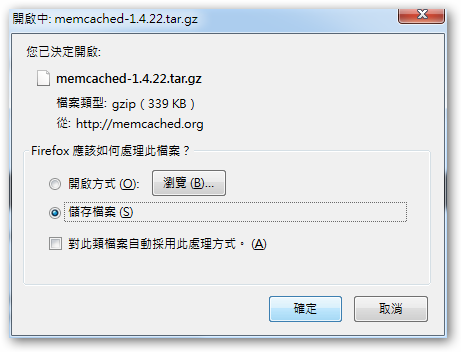 開啟中: memcached-1.4.22.tar.gz
您已決定開啟:
memcached-1.4.22.tar.gz
檔案類型: gzip ( 339 KB )
從: http://memcached.org
Firefox 應該如何處理此檔案？
開啟方式 (O): 瀏覽 (B)...
儲存檔案 (S)
對此類檔案自動採用此處理方式。(A)
確定 取消